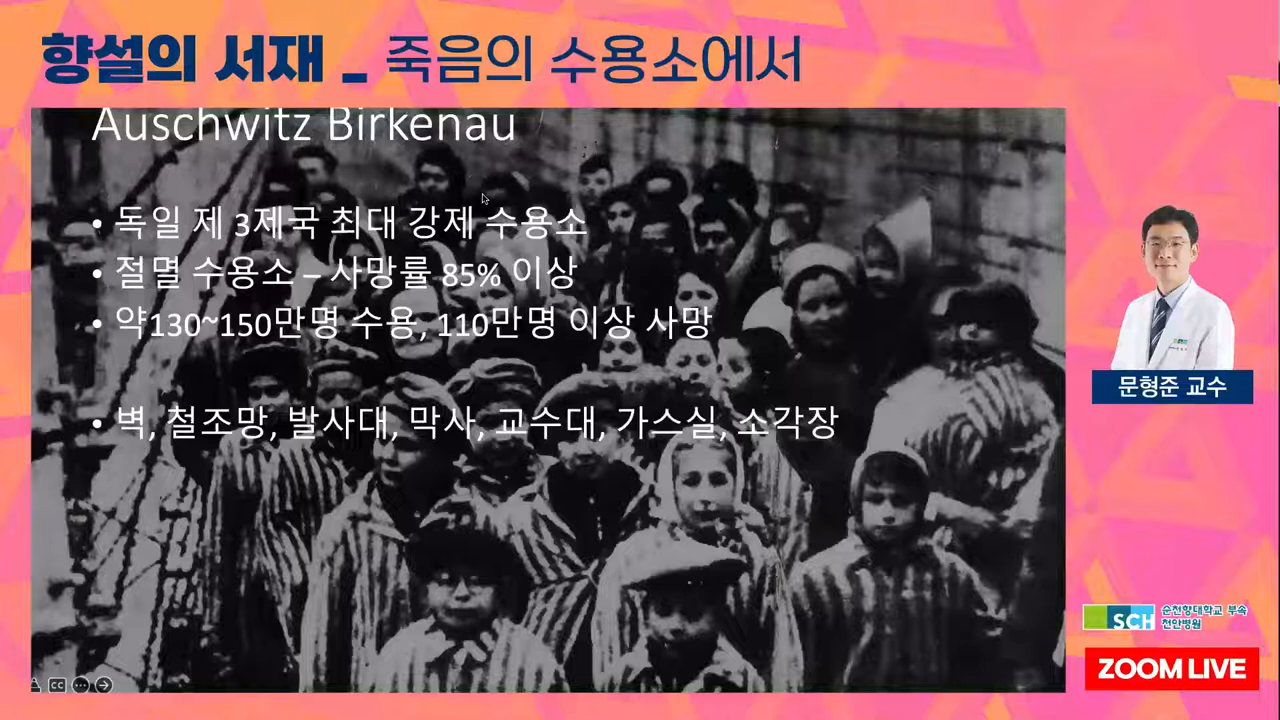 향설의 서재 _ 죽음의 수용소에서
Auschwitz Birkenau
• 독일 제 3제국 최대 강제 수용소
• 절멸 수용소 – 사망률 85% 이상
• 약130~150만명 수용, 110만명 이상 사망
• 벽, 철조망, 발사대, 막사, 교수대, 가스실, 소각장
문형준 교수
SCH 순천향대학교 부속
천안병원
ZOOM LIVE
CC